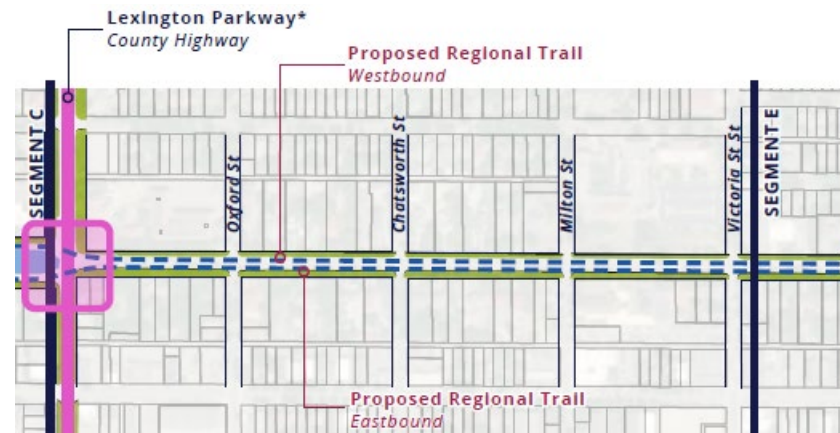 Lexington Parkway*
County Highway
Proposed Regional Trail
Westbound
SEGMENT C
Oxford St
Chatsworth St
Milton St
Victoria St St
SEGMENT E
Proposed Regional Trail
Eastbound